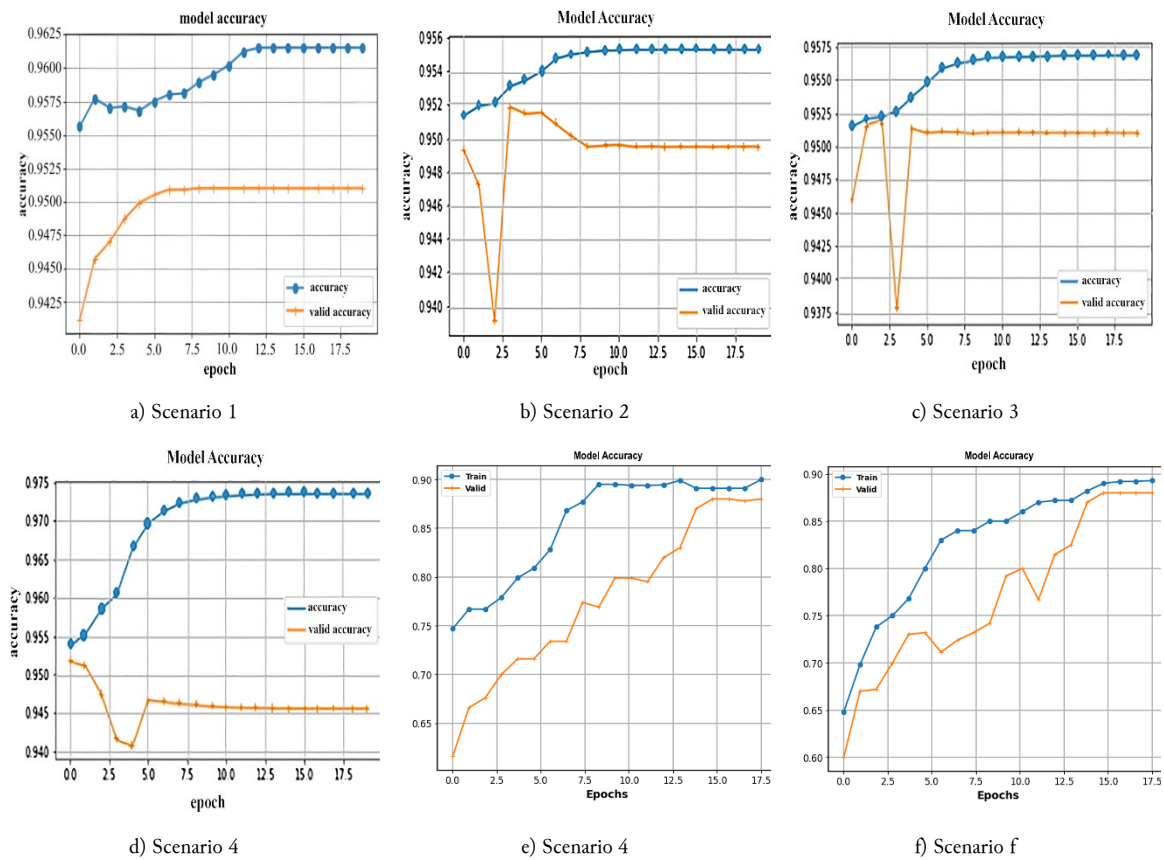 model accuracy
0.9625
0.9600
0.9575
0.9550
0.9525
0.9500
0.9475
0.9450
0.9425
accuracy
accuracy
valid accuracy
0.0 2.5 5.0 7.5 10.0 12.5 15.0 17.5
epoch
a) Scenario 1
Model Accuracy
0.956
0.954
0.952
0.950
0.948
0.946
0.944
0.942
0.940
accuracy
accuracy
valid accuracy
0.0 2.5 5.0 7.5 10.0 12.5 15.0 17.5
epoch
b) Scenario 2
Model Accuracy
0.9575
0.9550
0.9525
0.9500
0.9475
0.9450
0.9425
0.9400
0.9375
accuracy
accuracy
valid accuracy
0.0 2.5 5.0 7.5 10.0 12.5 15.0 17.5
epoch
c) Scenario 3
Model Accuracy
0.975
0.970
0.965
0.960
0.955
0.950
0.945
0.940
accuracy
accuracy
valid accuracy
0.0 2.5 5.0 7.5 10.0 12.5 15.0 17.5
epoch
d) Scenario 4
Model Accuracy
Train
Valid
0.90
0.85
0.80
0.75
0.70
0.65
0.0 2.5 5.0 7.5 10.0 12.5 15.0 17.5
Epochs
e) Scenario 4
Model Accuracy
Train
Valid
0.90
0.85
0.80
0.75
0.70
0.65
0.60
0.0 2.5 5.0 7.5 10.0 12.5 15.0 17.5
Epochs
f) Scenario f